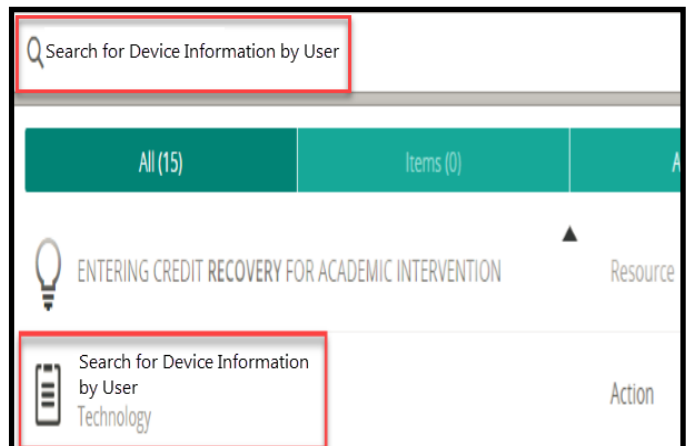 Search for Device Information by User
All (15)
Items (0)
A
ENTERING CREDIT RECOVERY FOR ACADEMIC INTERVENTION
Resource
Search for Device Information
by User
Technology
Action